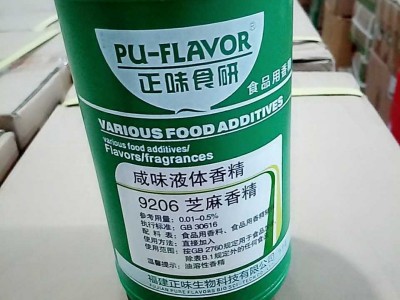 PU-FLAVOR
®
正味食研
食品用香精
VARIOUS FOOD ADDITIVES
various food additives/
Flavors/fragrances
咸味液体香精
9206 芝麻香精
参考用量: 0.01-0.5%
执行标准: GB 30616
配 料 表: 食品用香料、食品用香精辅
使用方法: 直接加入
使用范围: 按GB 2760规定用于食品
除表B.1规定外的任何食
温馨提示: 油溶性香精
福建正味生物科技有限公